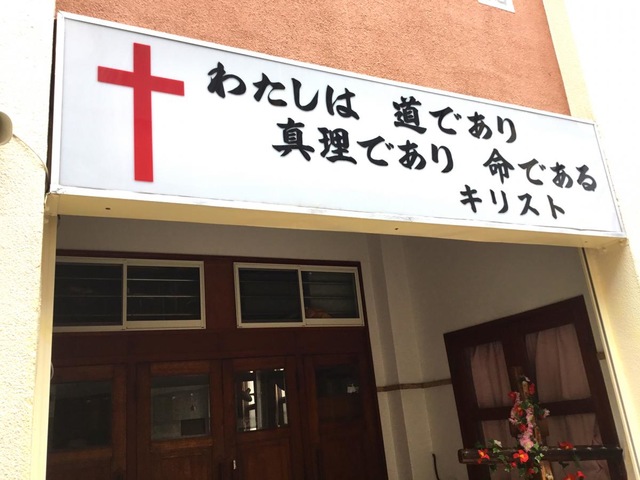 わたしは 道であり
真理であり 命である
キリスト